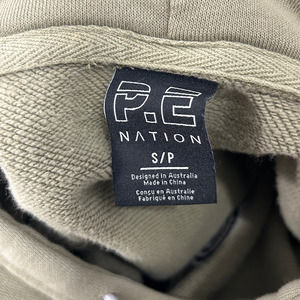 P.E
NATION
S/P
Designed in Australia
Made in China
Conçu en Australie
Fabriqué en Chine